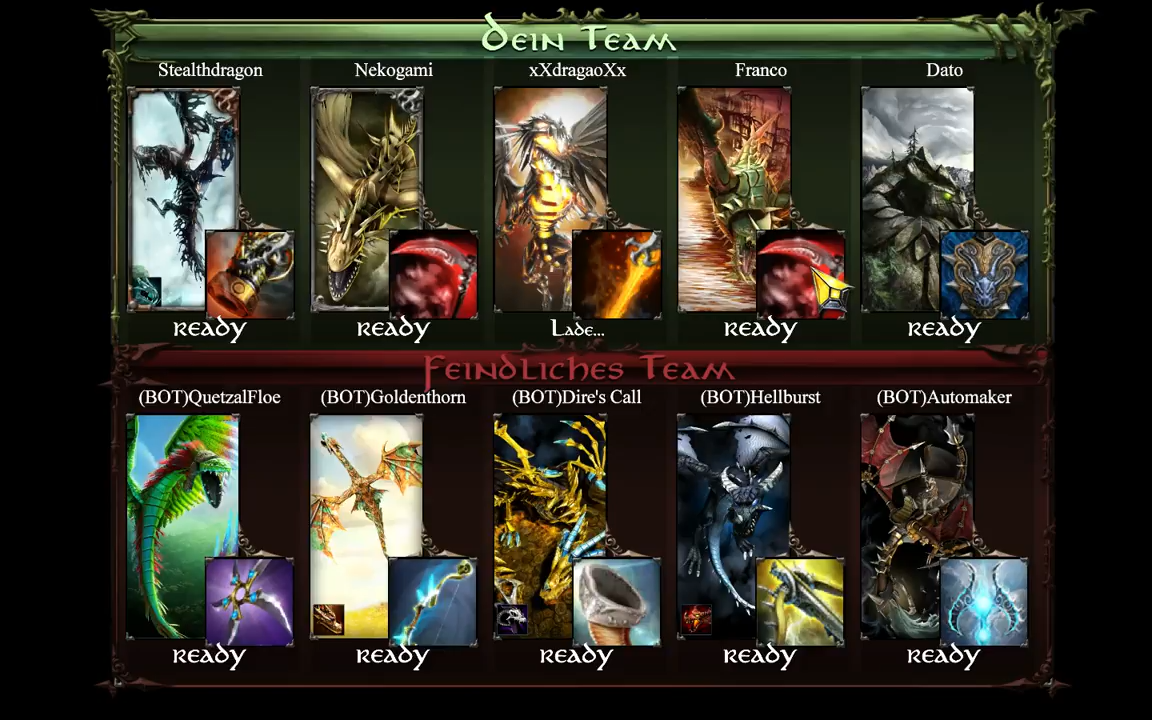 Dein Team
Stealthdragon Nekogami xXdragaoXx Franco Dato
READY READY Lade... READY READY
Feindliches Team
(BOT)QuetzalFloe (BOT)Goldenthorn (BOT)Dire's Call (BOT)Hellburst (BOT)Automaker
READY READY READY READY READY